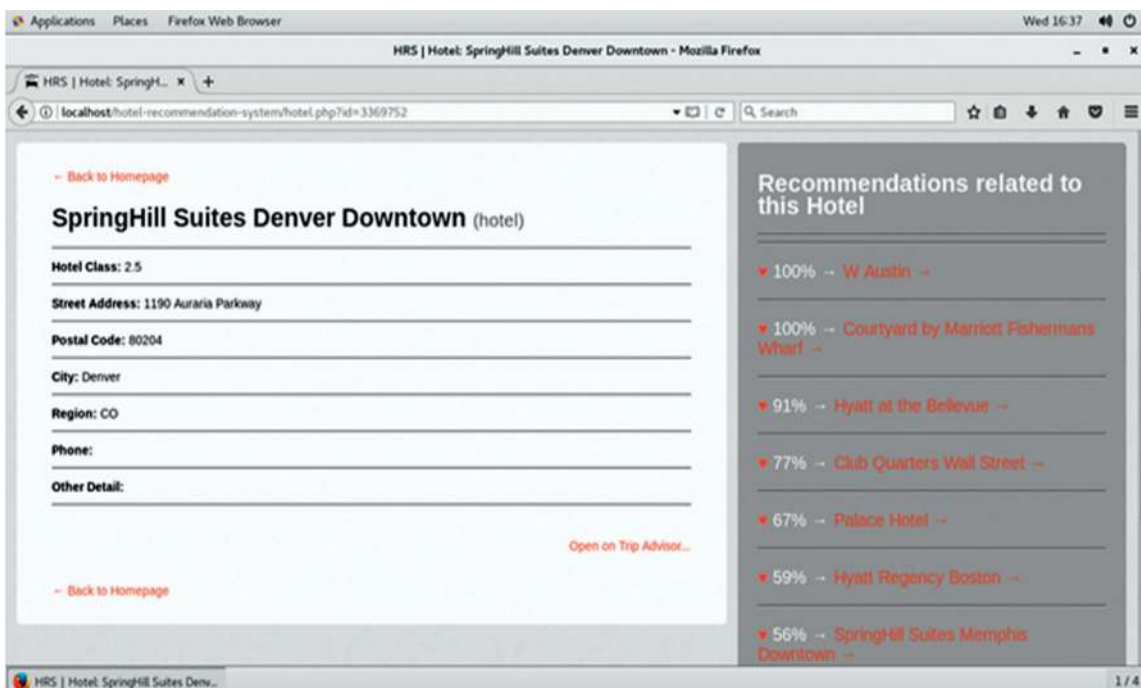 Applications Places Firefox Web Browser Wed 16:37
HRS | Hotel: SpringHill Suites Denver Downtown - Mozilla Firefox
HRS | Hotel: SpringH... × +
localhost/hotel-recommendation-system/hotel.php?id=3369752 Search
← Back to Homepage
SpringHill Suites Denver Downtown (hotel)
Hotel Class: 2.5
Street Address: 1190 Auraria Parkway
Postal Code: 80204
City: Denver
Region: CO
Phone:
Other Detail:
Open on Trip Advisor...
← Back to Homepage
Recommendations related to
this Hotel
♥ 100% → W Austin →
♥ 100% → Courtyard by Marriott Fishermans
Wharf →
♥ 91% → Hyatt at the Bellevue →
♥ 77% → Club Quarters Wall Street →
♥ 67% → Palace Hotel →
♥ 59% → Hyatt Regency Boston →
♥ 56% → SpringHill Suites Memphis
Downtown →
HRS | Hotel: SpringHill Suites Denv... 1 / 4